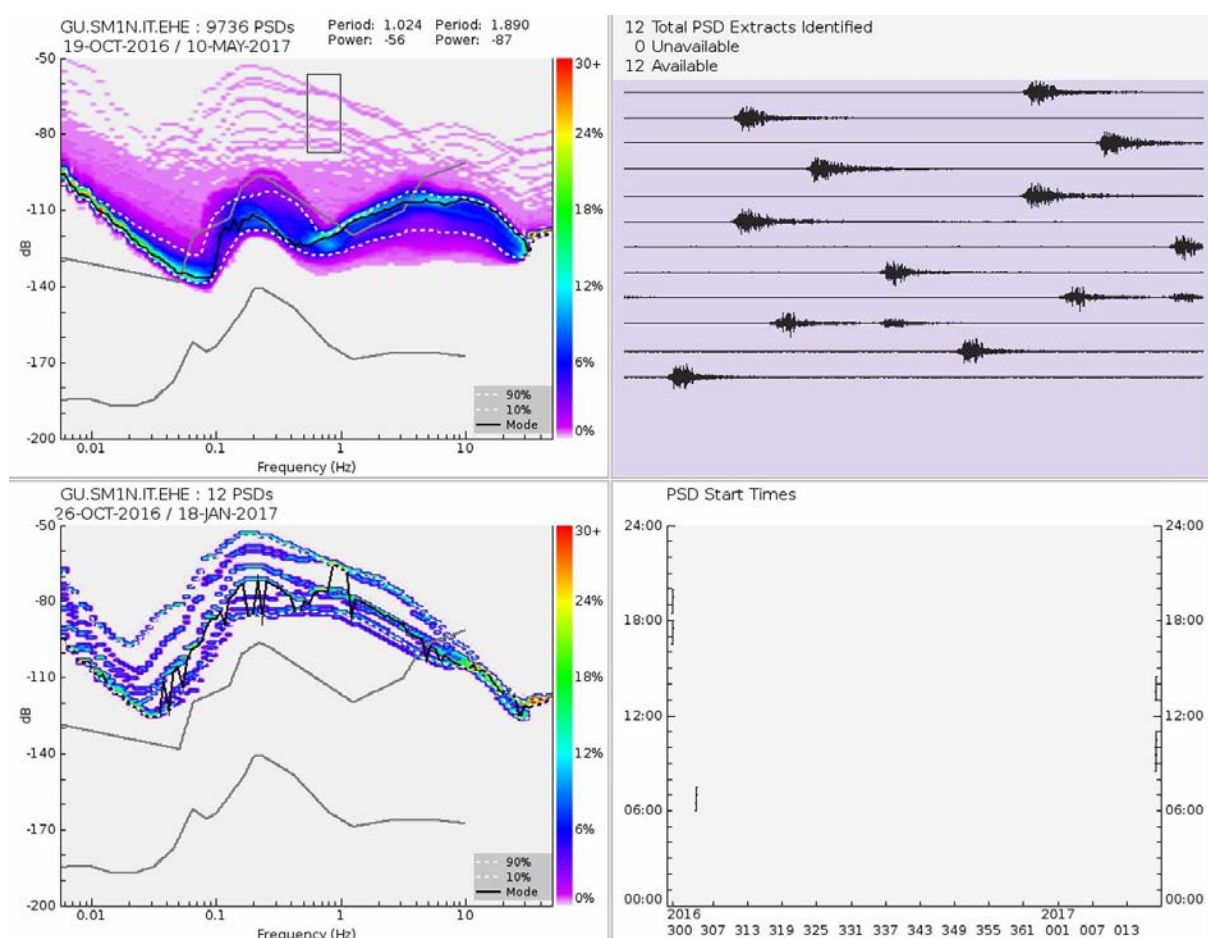 GU.SM1N.IT.EHE : 9736 PSDs
19-OCT-2016 / 10-MAY-2017
Period: 1.024 Period: 1.890
Power: -56 Power: -87
-50
-80
-110
-140
-170
-200
dB
0.01 0.1 1 10
Frequency (Hz)
90%
10%
Mode
30+
24%
18%
12%
6%
0%
12 Total PSD Extracts Identified
0 Unavailable
12 Available
GU.SM1N.IT.EHE : 12 PSDs
26-OCT-2016 / 18-JAN-2017
-50
-80
-110
-140
-170
-200
dB
0.01 0.1 1 10
Frequency (Hz)
90%
10%
Mode
30+
24%
18%
12%
6%
0%
PSD Start Times
24:00 24:00
18:00 18:00
12:00 12:00
06:00 06:00
00:00 00:00
2016 2017
300 307 313 319 325 331 337 343 349 355 361 001 007 013